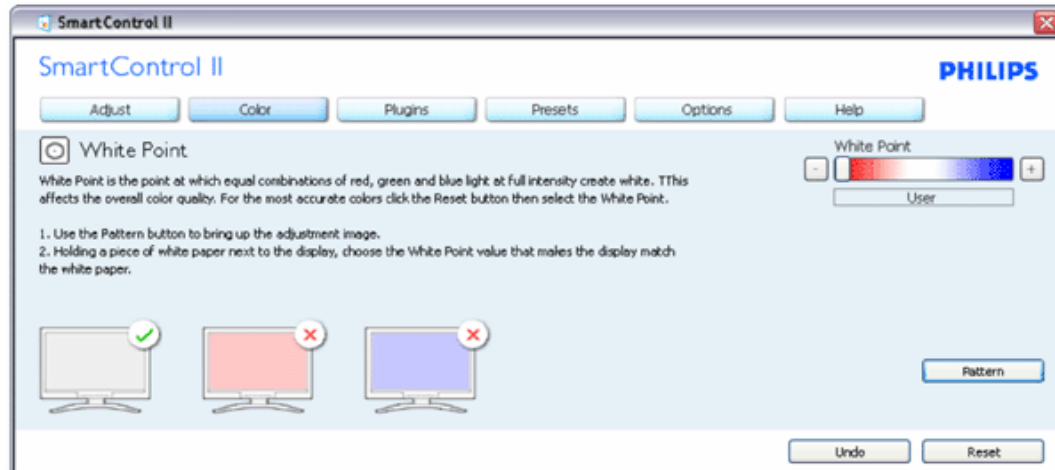 SmartControl II
SmartControl II
PHILIPS
Adjust
Color
Plugins
Presets
Options
Help
White Point
White Point is the point at which equal combinations of red, green and blue light at full intensity create white. TThis
affects the overall color quality. For the most accurate colors click the Reset button then select the White Point.
1. Use the Pattern button to bring up the adjustment image.
2. Holding a piece of white paper next to the display, choose the White Point value that makes the display match
the white paper.
White Point
-
+
User
Pattern
Undo
Reset